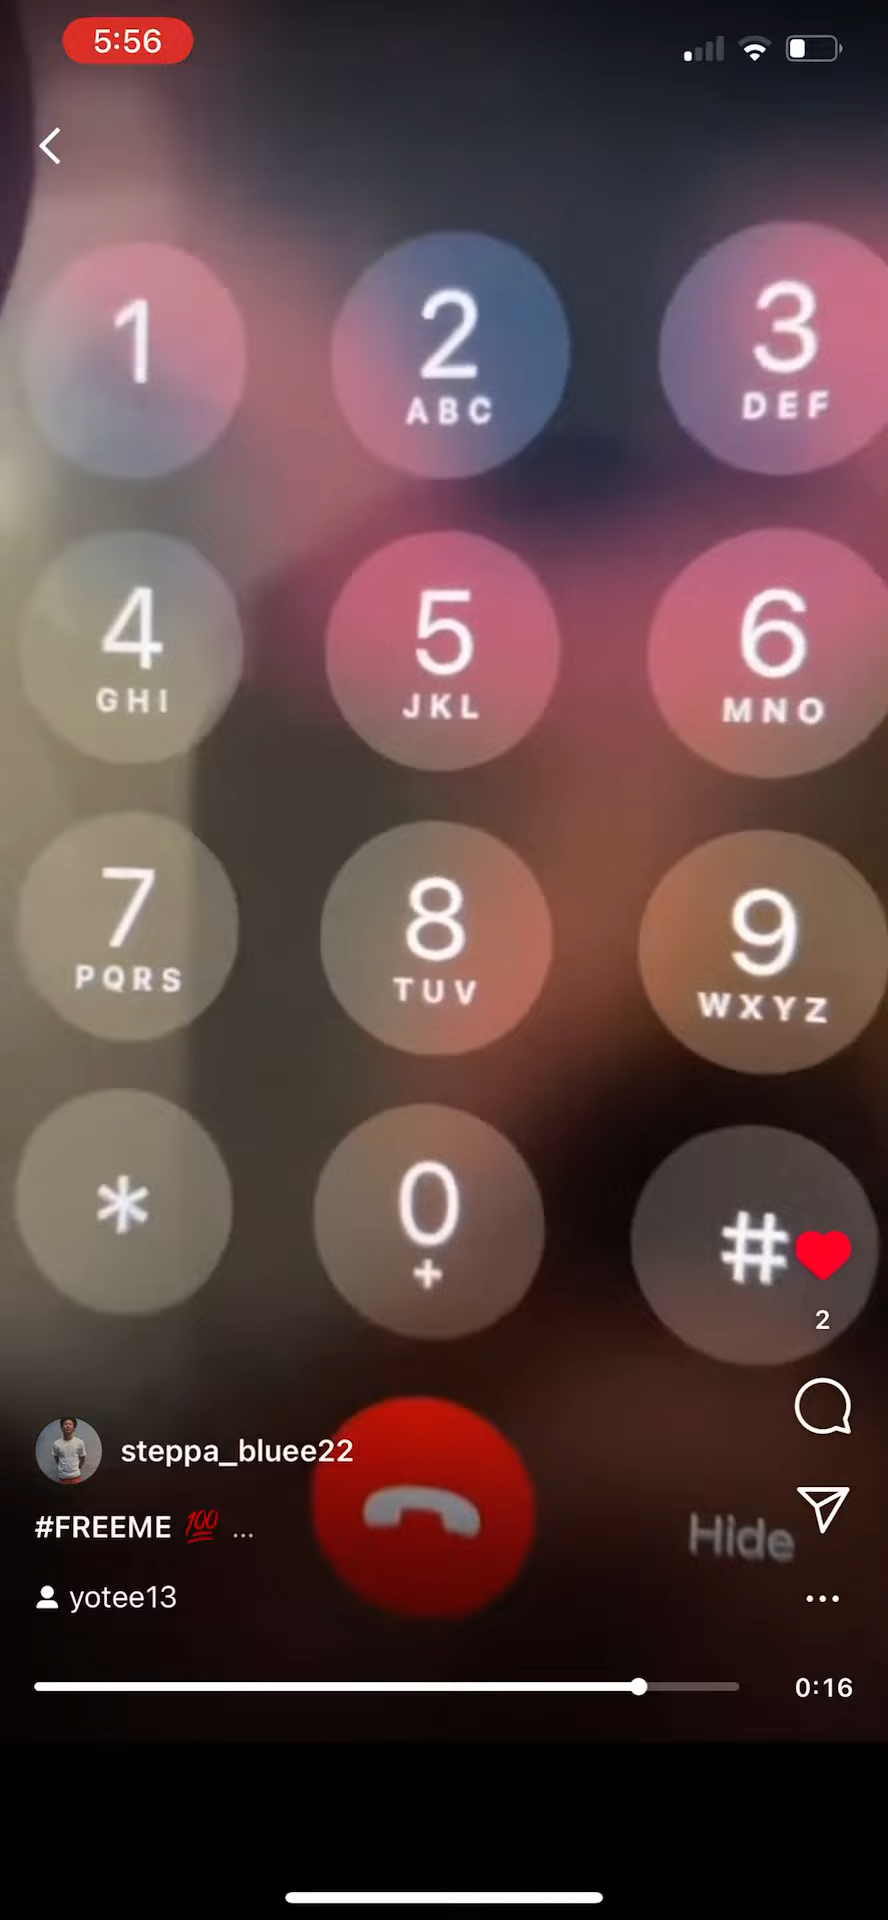 5:56
1
2
ABC
3
DEF
4
GHI
5
JKL
6
MNO
7
PQRS
8
TUV
9
WXYZ
*
0
+
#
2
steppa_bluee22
#FREEME 💯 ...
Hide
yotee13
0:16